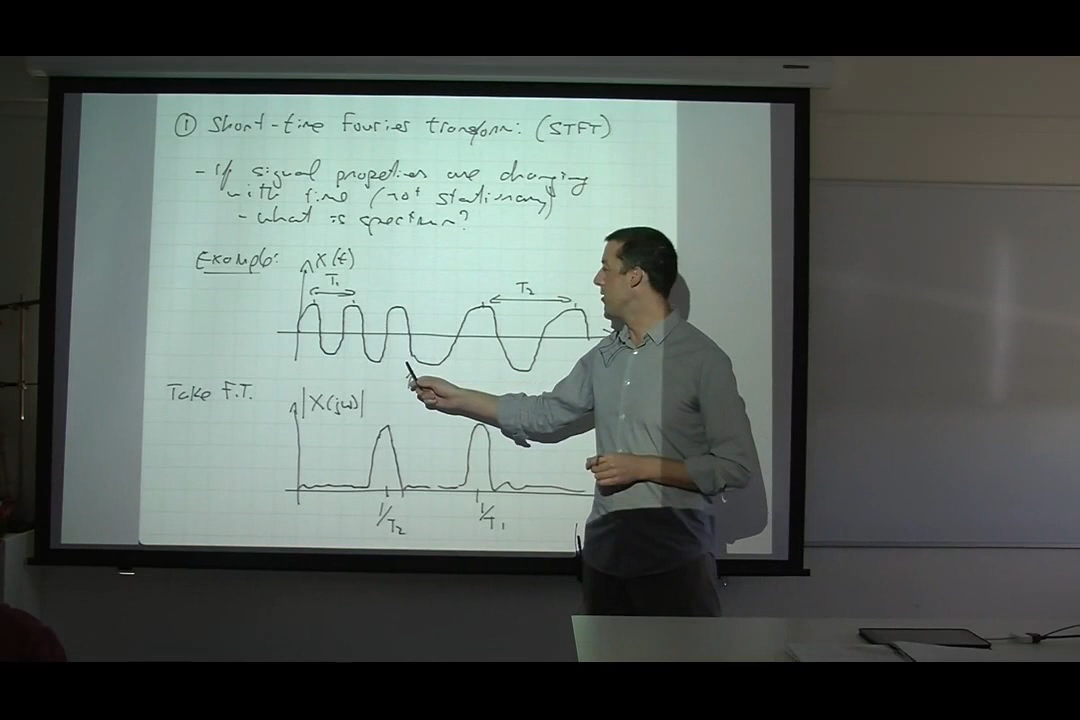 ① Short-time Fourier transform: (STFT)
- If signal properties are changing
with time (not stationary)
- what is spectrum?
Example:
X(t)
T1
T2
Take F.T.
|X(jω)|
1/T2
1/T1